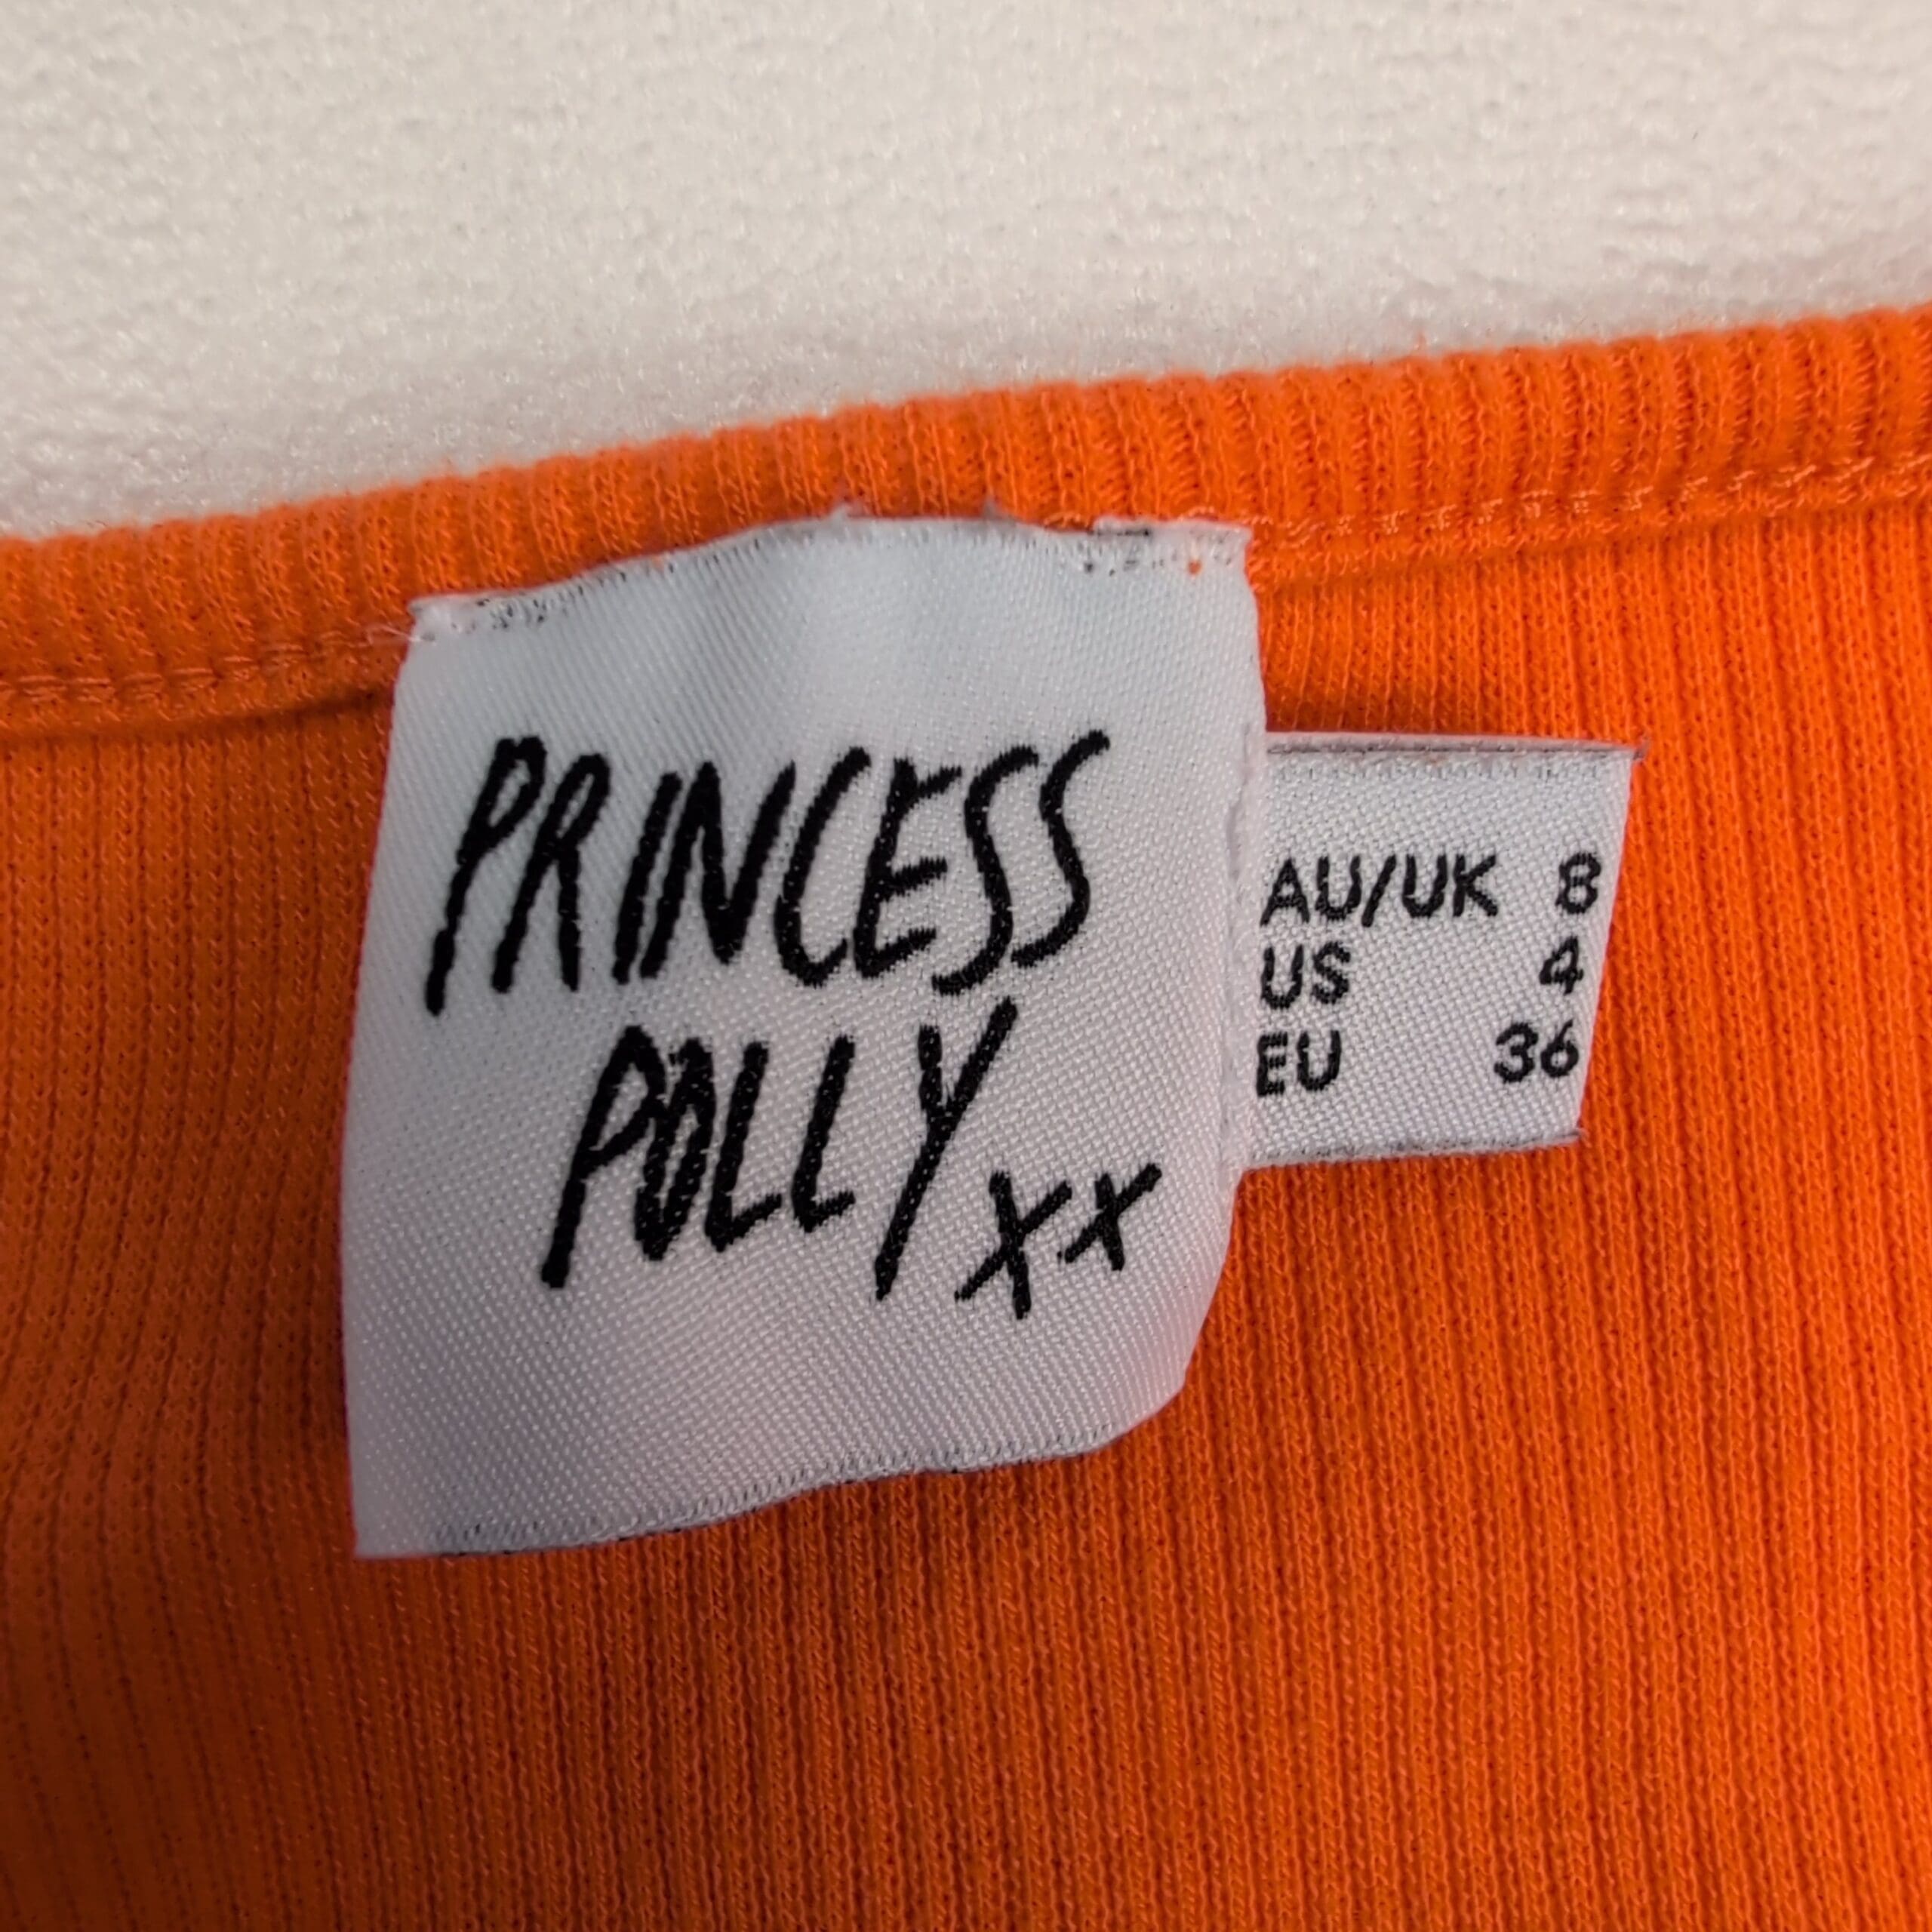 PRINCESS
POLLY xx
AU/UK 8
US 4
EU 36